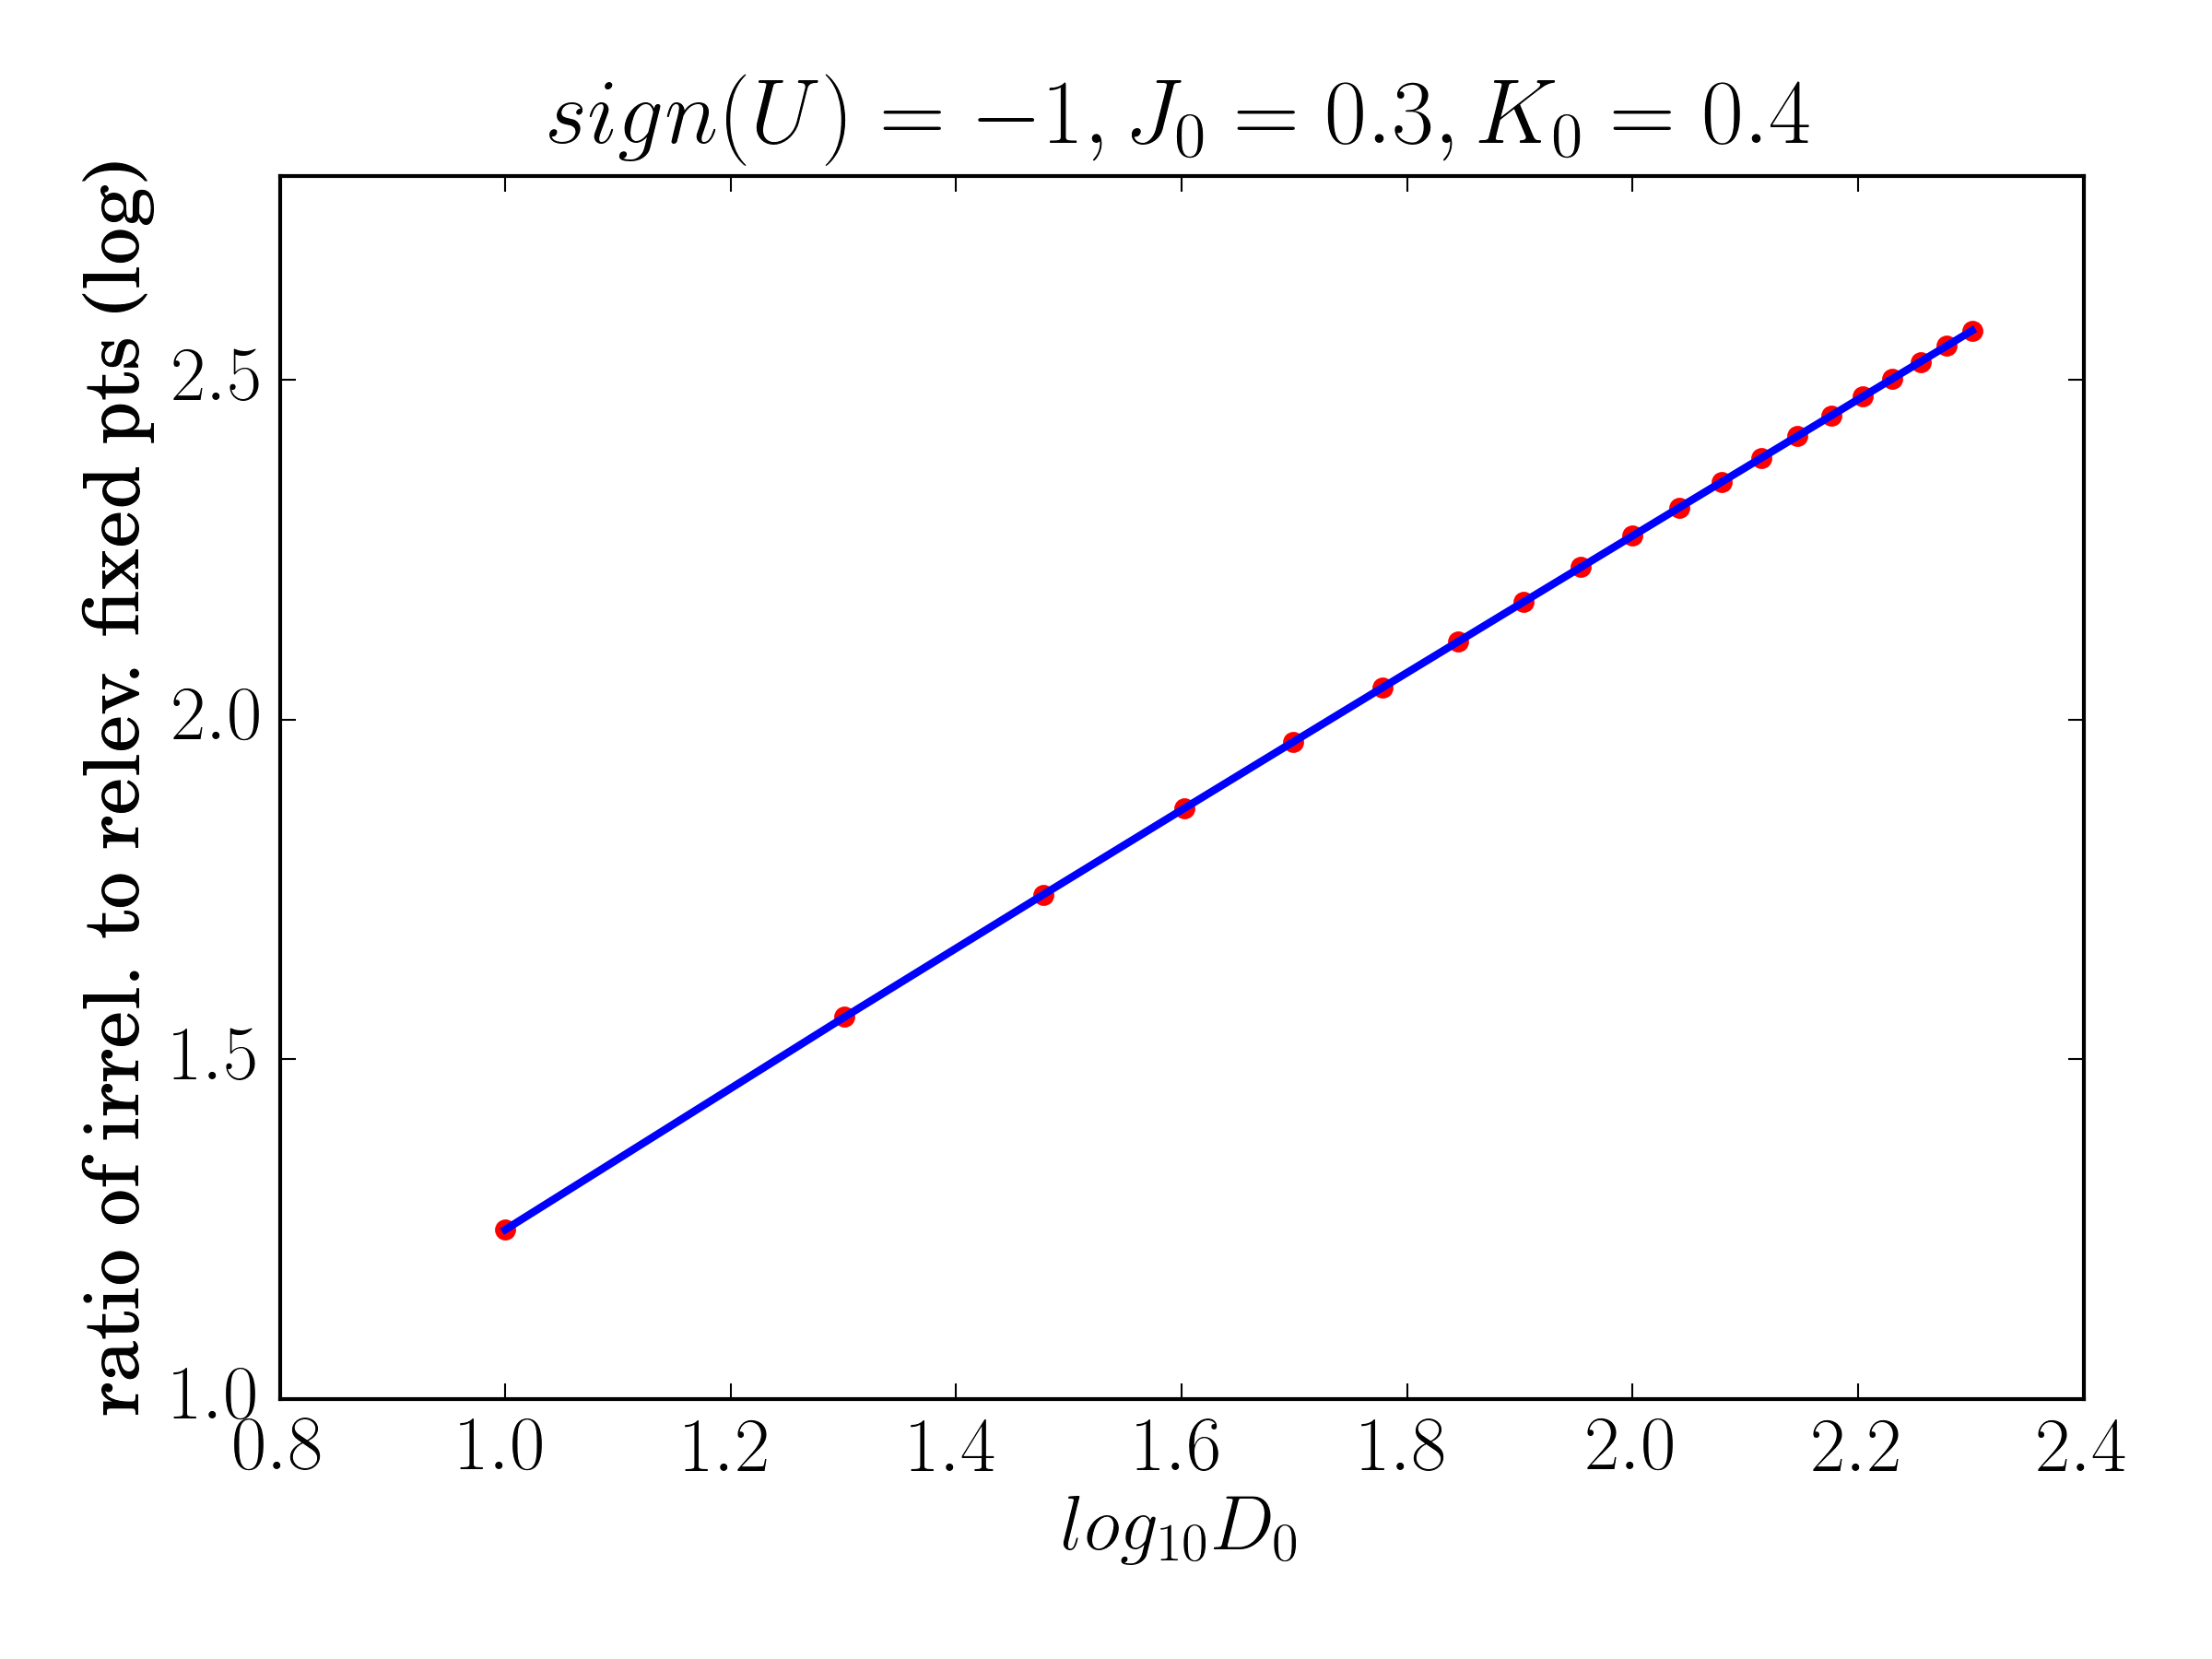 sign(U) = −1, J₀ = 0.3, K₀ = 0.4
ratio of irrel. to relev. fixed pts (log)
2.5
2.0
1.5
1.0
0.8 1.0 1.2 1.4 1.6 1.8 2.0 2.2 2.4
log₁₀D₀